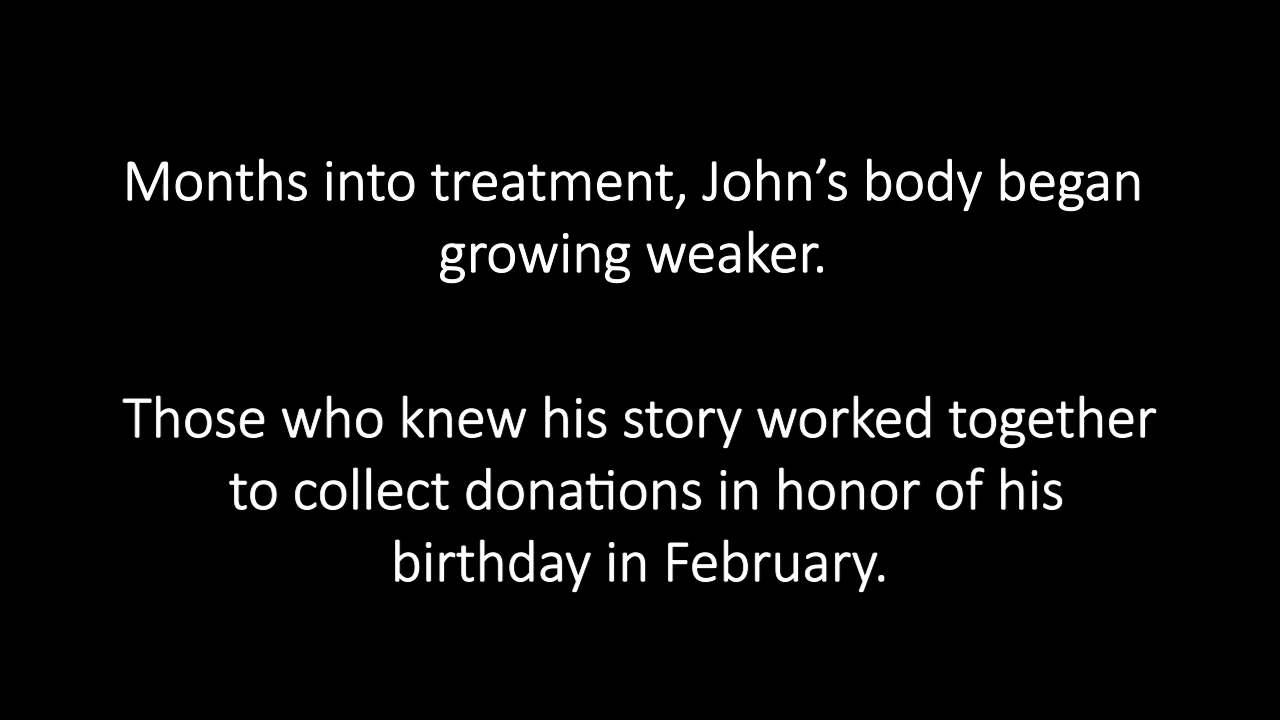 Months into treatment, John’s body began
growing weaker.
Those who knew his story worked together
to collect donations in honor of his
birthday in February.